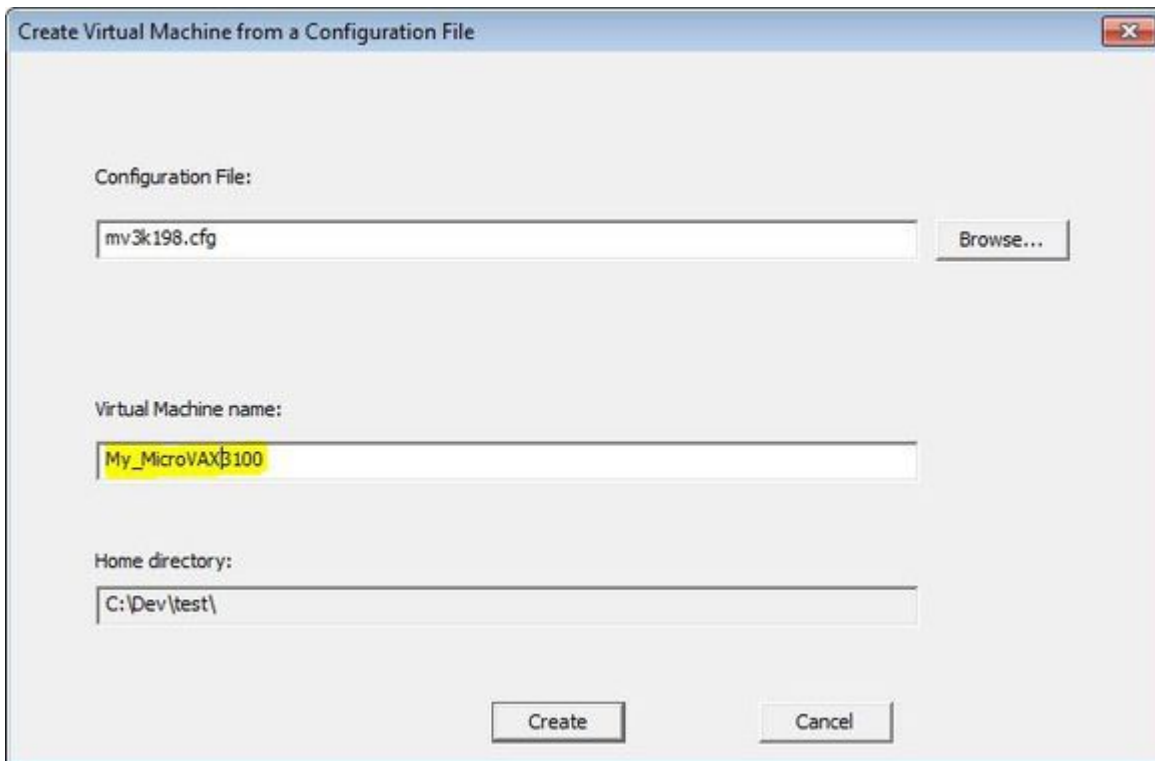 Create Virtual Machine from a Configuration File
Configuration File:
mv3k198.cfg
Browse...
Virtual Machine name:
My_MicroVAX3100
Home directory:
C:\Dev\test\
Create
Cancel